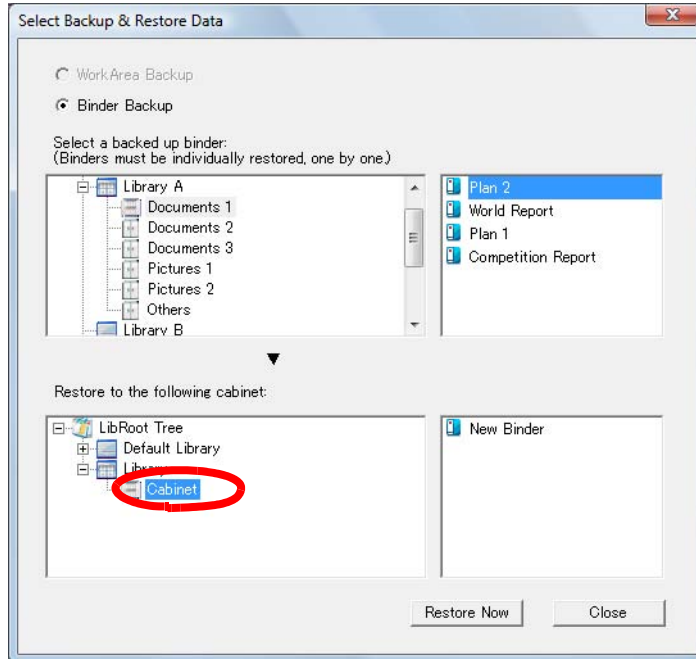 Select Backup & Restore Data
WorkArea Backup
Binder Backup
Select a backed up binder:
(Binders must be individually restored, one by one.)
Library A
Documents 1
Documents 2
Documents 3
Pictures 1
Pictures 2
Others
Library B
Plan 2
World Report
Plan 1
Competition Report
Restore to the following cabinet:
LibRoot Tree
Default Library
Library
Cabinet
New Binder
Restore Now
Close